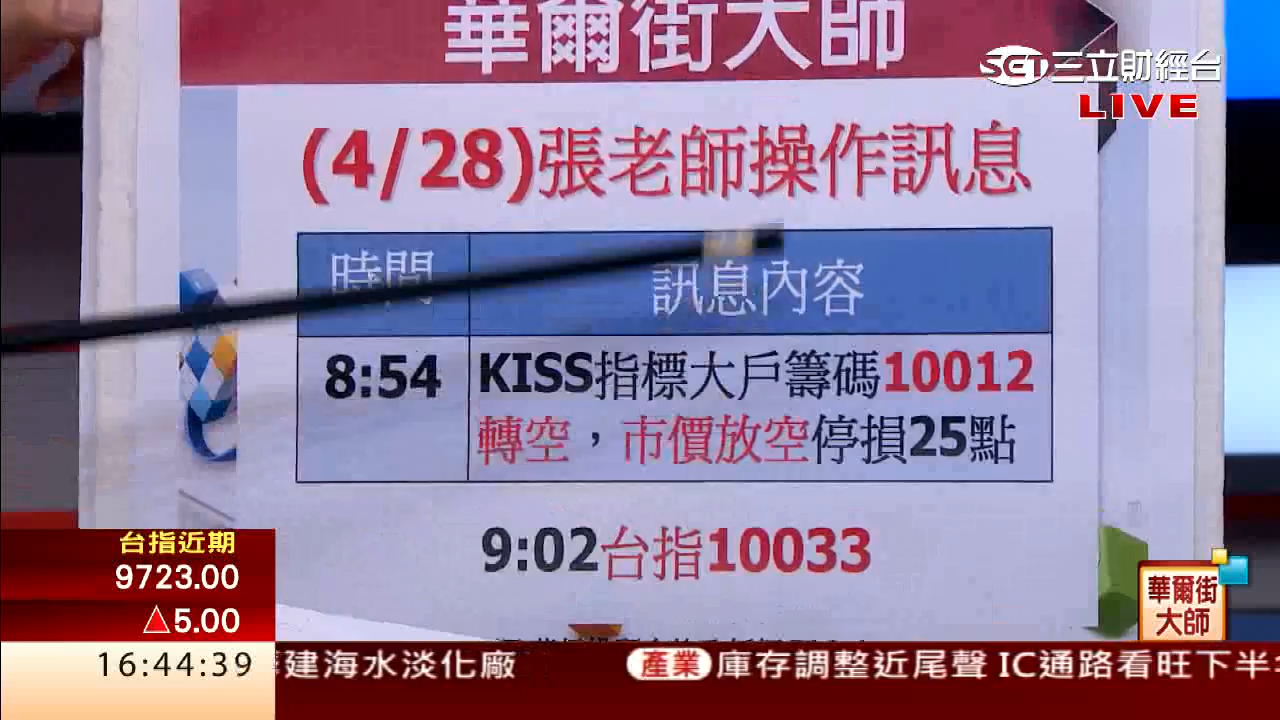 華爾街大師
SET三立財經台
LIVE
(4/28)張老師操作訊息
時間
訊息內容
8:54
KISS指標大戶籌碼10012
轉空，市價放空停損25點
9:02台指10033
台指近期
9723.00
△5.00
華爾街
大師
16:44:39
建海水淡化廠
產業
庫存調整近尾聲 IC通路看旺下半